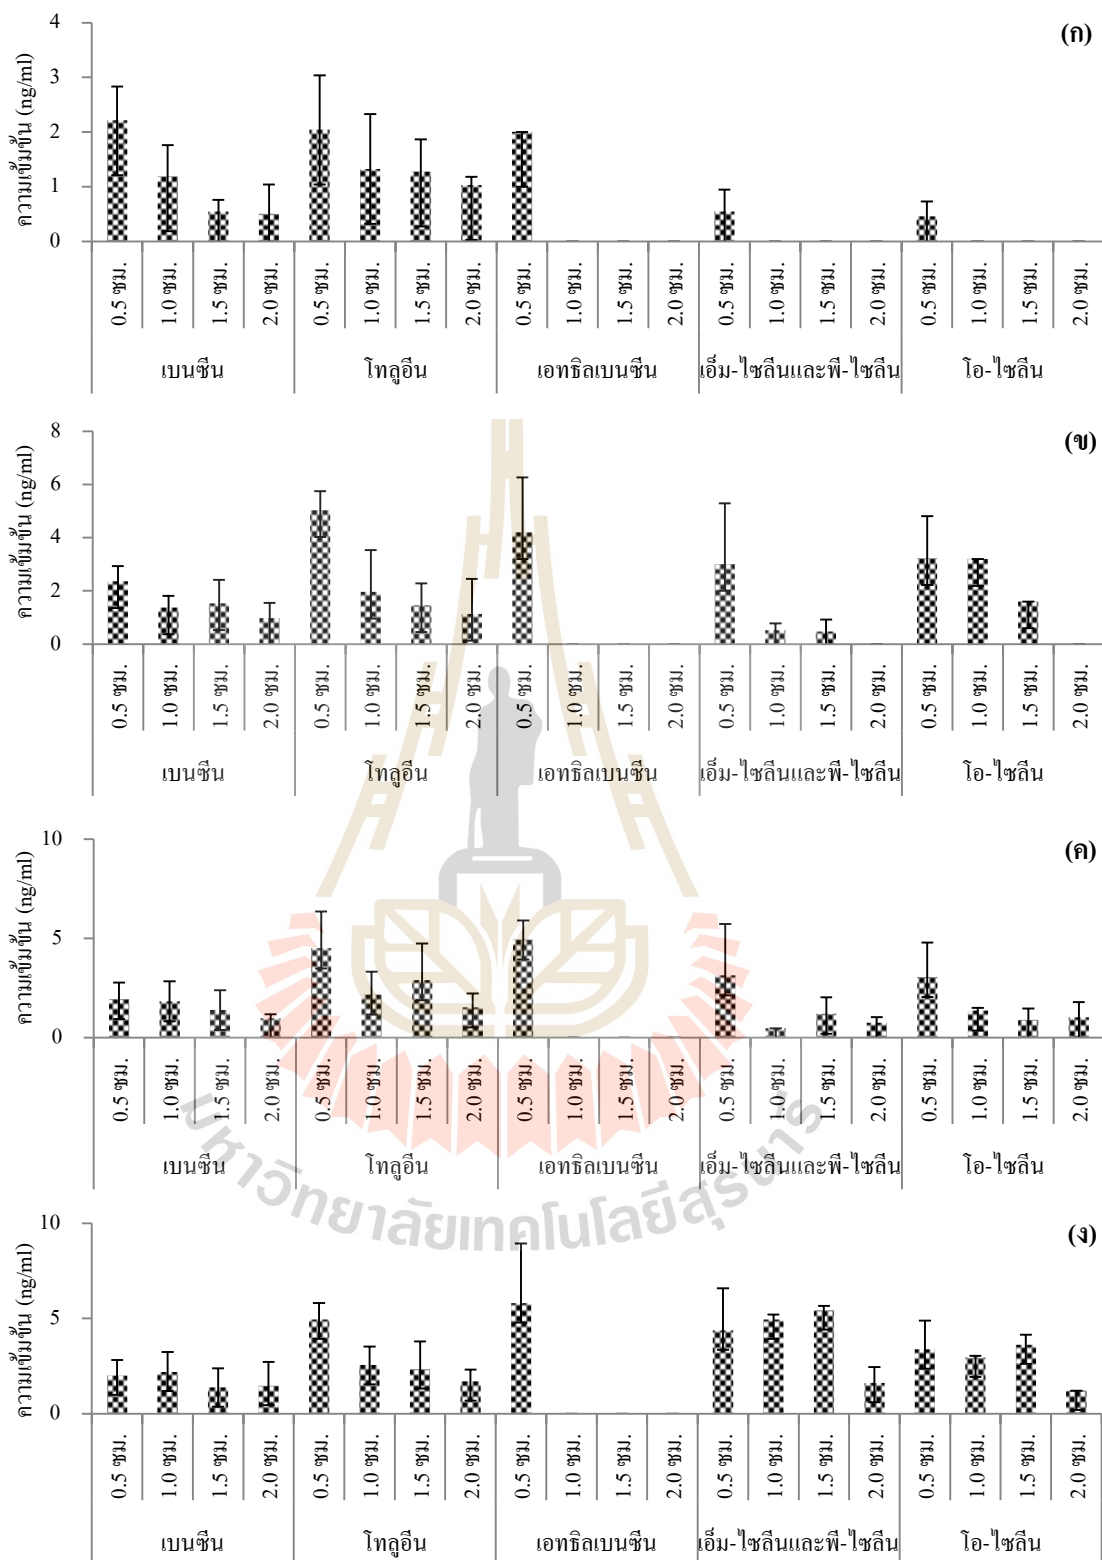 (ก)
ความเข้มข้น (ng/ml)
4
3
2
1
0
0.5 ชม. 1.0 ชม. 1.5 ชม. 2.0 ชม. 0.5 ชม. 1.0 ชม. 1.5 ชม. 2.0 ชม. 0.5 ชม. 1.0 ชม. 1.5 ชม. 2.0 ชม. 0.5 ชม. 1.0 ชม. 1.5 ชม. 2.0 ชม. 0.5 ชม. 1.0 ชม. 1.5 ชม. 2.0 ชม.
เบนซีน โทลูอีน เอทธิลเบนซีน เอ็ม-ไซลีนและพี-ไซลีน โอ-ไซลีน
(ข)
ความเข้มข้น (ng/ml)
8
6
4
2
0
0.5 ชม. 1.0 ชม. 1.5 ชม. 2.0 ชม. 0.5 ชม. 1.0 ชม. 1.5 ชม. 2.0 ชม. 0.5 ชม. 1.0 ชม. 1.5 ชม. 2.0 ชม. 0.5 ชม. 1.0 ชม. 1.5 ชม. 2.0 ชม. 0.5 ชม. 1.0 ชม. 1.5 ชม. 2.0 ชม.
เบนซีน โทลูอีน เอทธิลเบนซีน เอ็ม-ไซลีนและพี-ไซลีน โอ-ไซลีน
(ค)
ความเข้มข้น (ng/ml)
10
5
0
0.5 ชม. 1.0 ชม. 1.5 ชม. 2.0 ชม. 0.5 ชม. 1.0 ชม. 1.5 ชม. 2.0 ชม. 0.5 ชม. 1.0 ชม. 1.5 ชม. 2.0 ชม. 0.5 ชม. 1.0 ชม. 1.5 ชม. 2.0 ชม. 0.5 ชม. 1.0 ชม. 1.5 ชม. 2.0 ชม.
เบนซีน โทลูอีน เอทธิลเบนซีน เอ็ม-ไซลีนและพี-ไซลีน โอ-ไซลีน
มหาวิทยาลัยเทคโนโลยีสุรนารี
(ง)
ความเข้มข้น (ng/ml)
10
5
0
0.5 ชม. 1.0 ชม. 1.5 ชม. 2.0 ชม. 0.5 ชม. 1.0 ชม. 1.5 ชม. 2.0 ชม. 0.5 ชม. 1.0 ชม. 1.5 ชม. 2.0 ชม. 0.5 ชม. 1.0 ชม. 1.5 ชม. 2.0 ชม. 0.5 ชม. 1.0 ชม. 1.5 ชม. 2.0 ชม.
เบนซีน โทลูอีน เอทธิลเบนซีน เอ็ม-ไซลีนและพี-ไซลีน โอ-ไซลีน